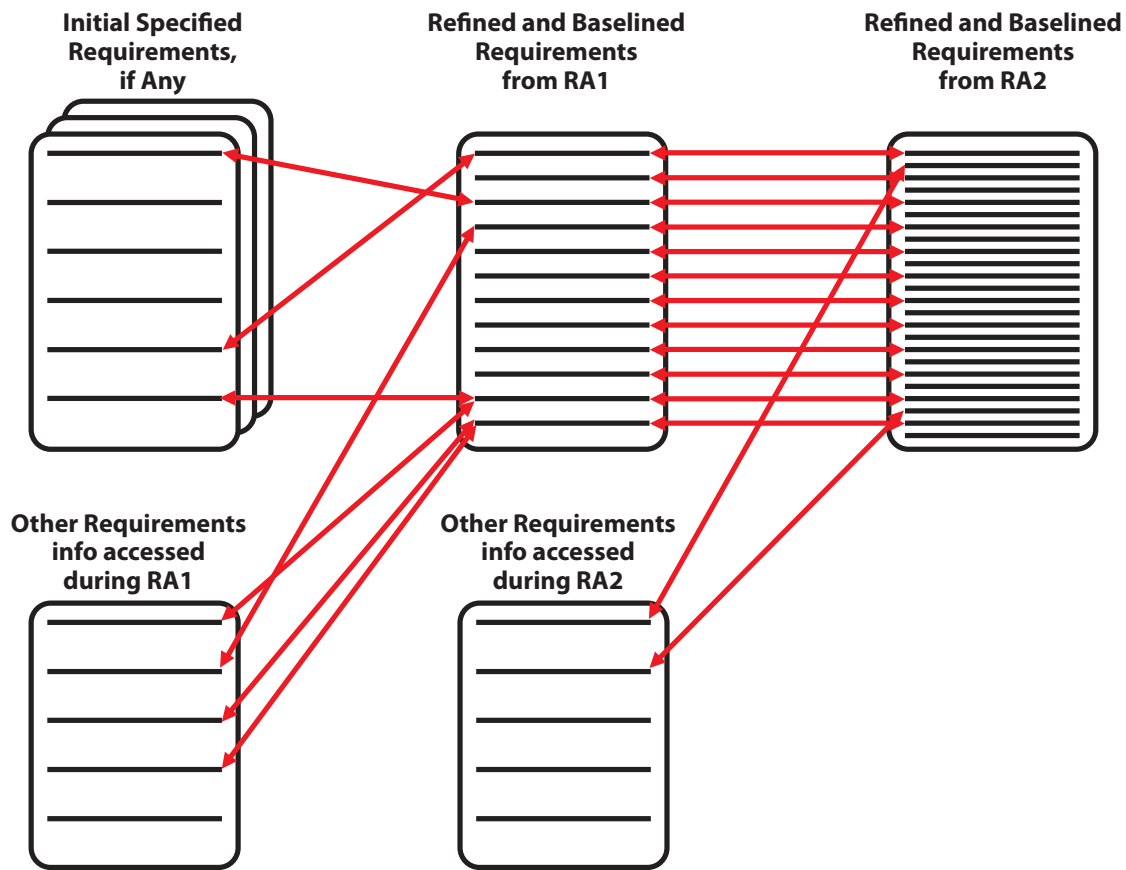 Initial Specified
Requirements,
if Any
Refined and Baselined
Requirements
from RA1
Refined and Baselined
Requirements
from RA2
Other Requirements
info accessed
during RA1
Other Requirements
info accessed
during RA2